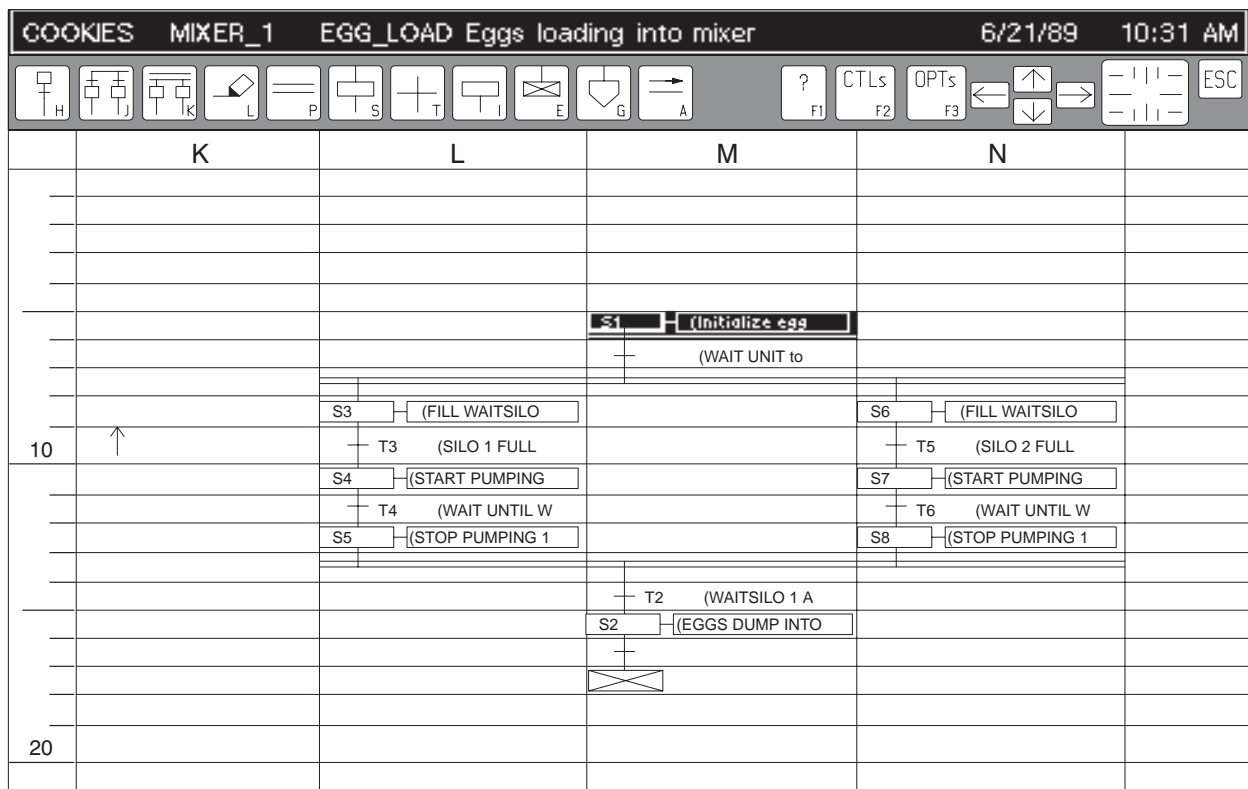 COOKIES MIXER_1 EGG_LOAD Eggs loading into mixer 6/21/89 10:31 AM
H J K L P S T I E G A ? F1 CTLs F2 OPTs F3 ESC
K L M N
S1 (Initialize egg
(WAIT UNIT to
S3 (FILL WAITSILO S6 (FILL WAITSILO
10 T3 (SILO 1 FULL T5 (SILO 2 FULL
S4 (START PUMPING S7 (START PUMPING
T4 (WAIT UNTIL W T6 (WAIT UNTIL W
S5 (STOP PUMPING 1 S8 (STOP PUMPING 1
T2 (WAITSILO 1 A
S2 (EGGS DUMP INTO
20